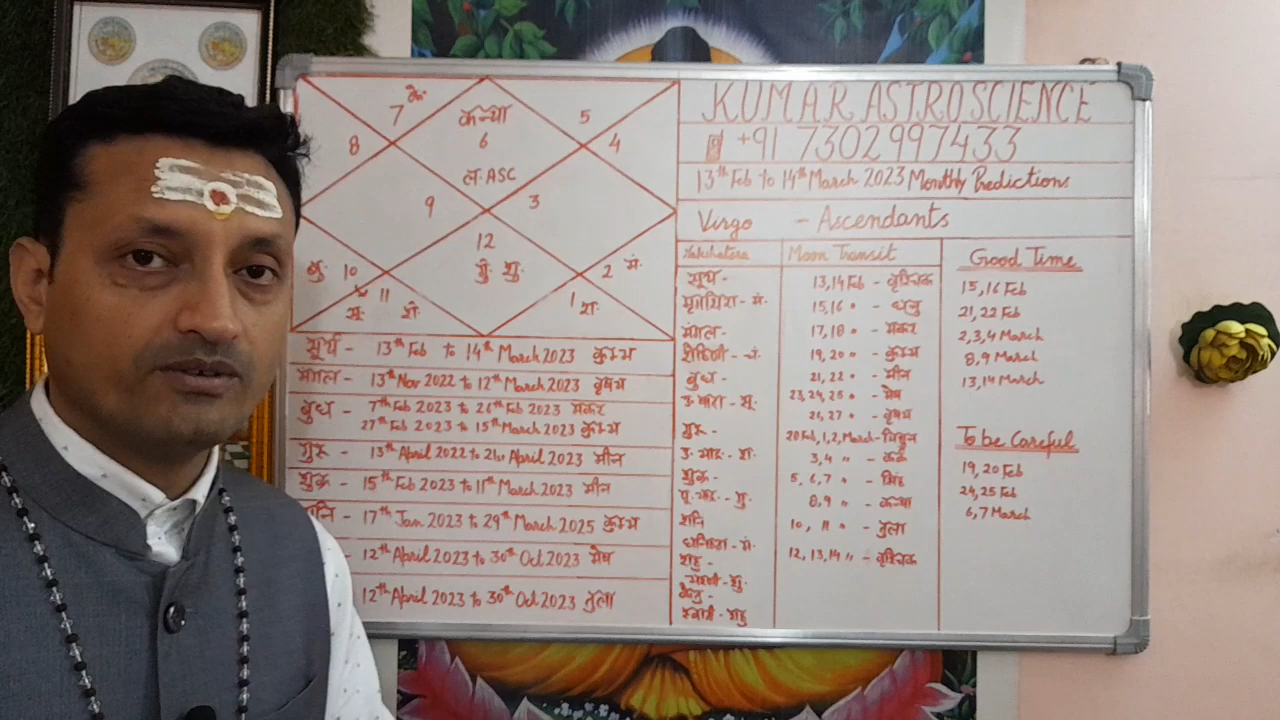 के.
7
कन्या
5
8
6
4
ल. ASC
9
3
12
बु. 10
गु. शु.
2 मं.
11
1
सू.
श.
रा.
सूर्य - 13th Feb to 14th March 2023 कुम्भ
मंगल - 13th Nov 2022 to 12th March 2023 वृषभ
बुध - 7th Feb 2023 to 26th Feb 2023 मकर
27th Feb 2023 to 15th March 2023 कुम्भ
गुरु - 13th April 2022 to 21st April 2023 मीन
शुक्र - 15th Feb 2023 to 11th March 2023 मीन
शनि - 17th Jan 2023 to 29th March 2025 कुम्भ
12th April 2023 to 30th Oct 2023 मेष
12th April 2023 to 30th Oct 2023 तुला
KUMAR ASTROSCIENCE
+91 7302997433
13th Feb to 14th March 2023 Monthly Predictions
Virgo - Ascendants
Nakshatra
सूर्य -
मृगशिरा - मं.
मंगल -
रोहिणी - चं.
बुध -
उ. षाढा - सू.
गुरु -
उ. भाद्र - श.
शुक्र -
पू. भाद्र - गु.
शनि
धनिष्ठा - मं.
राहु -
भरणी - शु.
केतु -
स्वाती - राहु
Moon Transit
13, 14 Feb - वृश्चिक
15, 16 " - धनु
17, 18 " - मकर
19, 20 " - कुम्भ
21, 22 " - मीन
23, 24, 25 " - मेष
26, 27 " - वृषभ
28 Feb, 1, 2, March - मिथुन
3, 4 " - कर्क
5, 6, 7 " - सिंह
8, 9 " - कन्या
10, 11 " - तुला
12, 13, 14 " - वृश्चिक
Good Time
15, 16 Feb
21, 22 Feb
2, 3, 4 March
8, 9 March
13, 14 March
To be Careful
19, 20 Feb
24, 25 Feb
6, 7 March